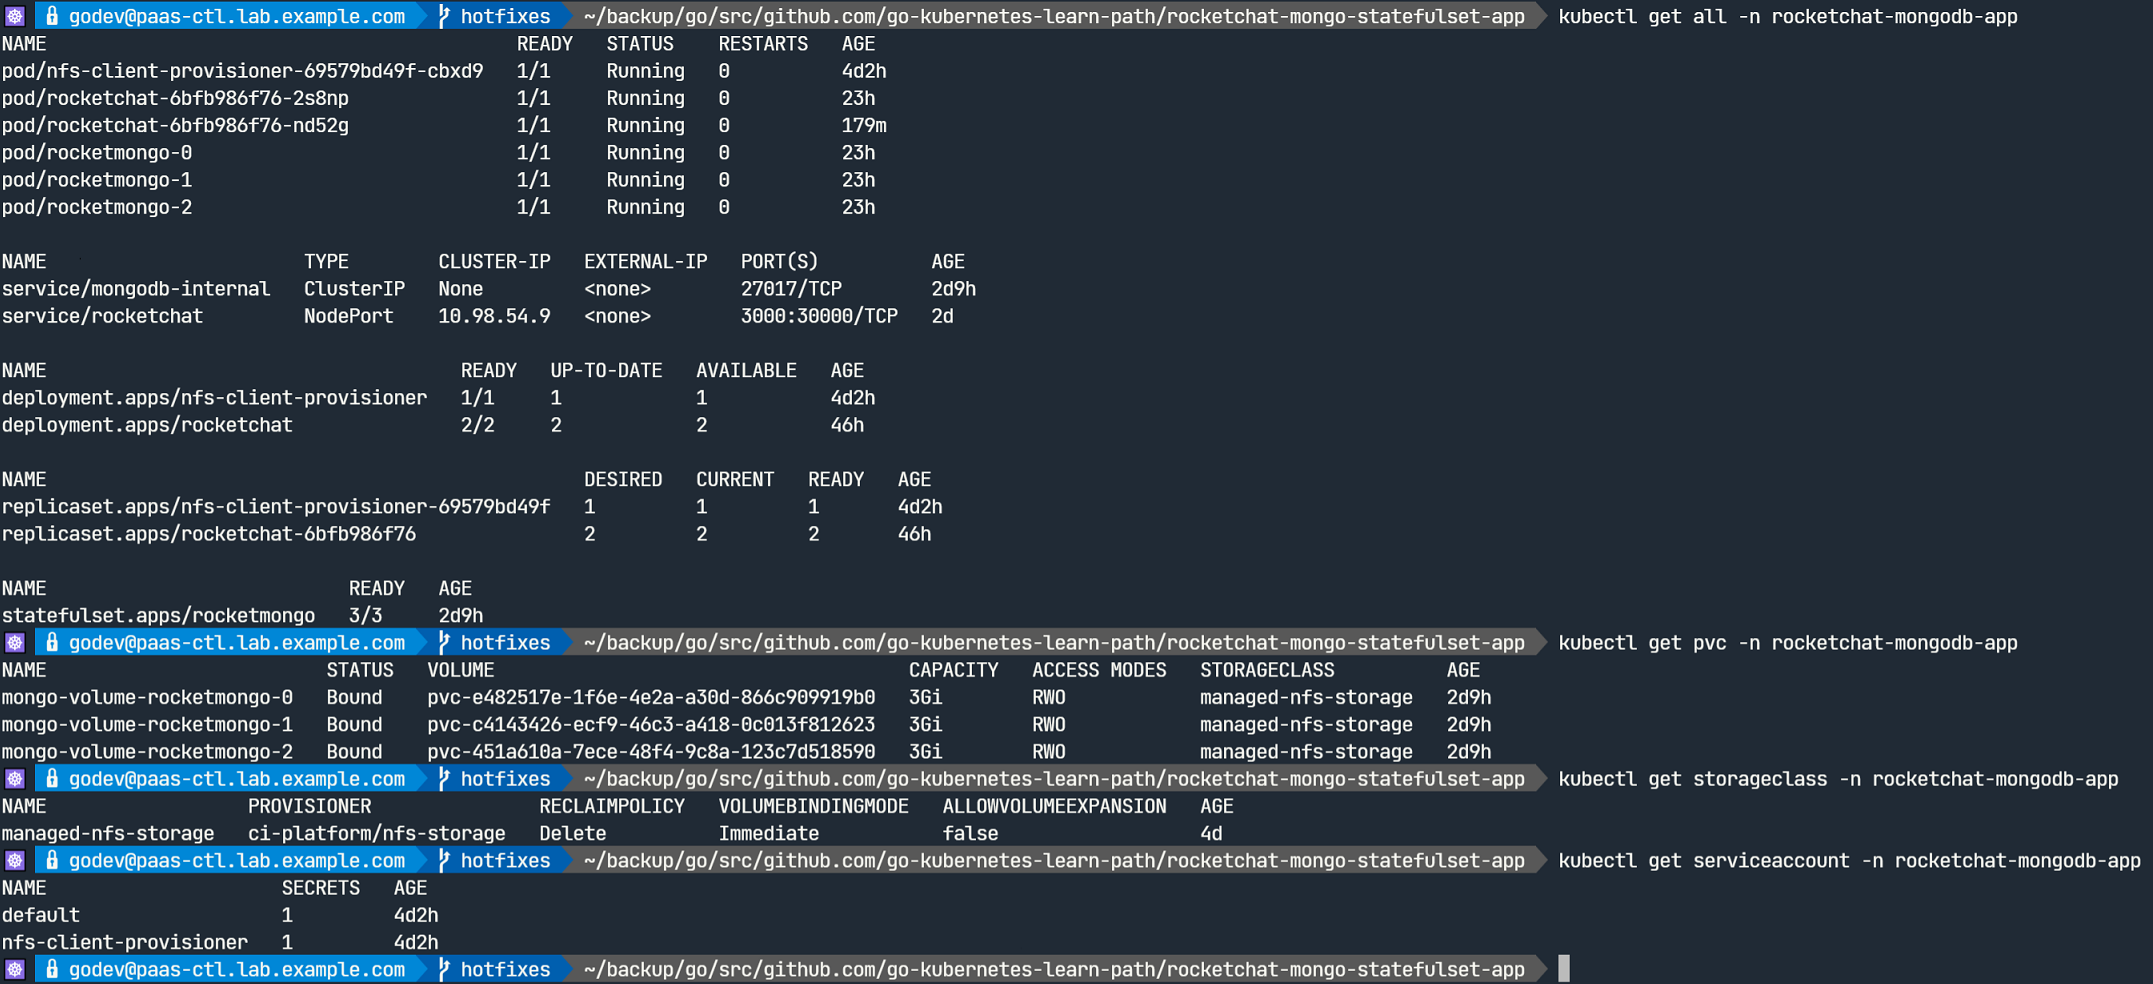 godev@paas-ctl.lab.example.com hotfixes ~/backup/go/src/github.com/go-kubernetes-learn-path/rocketchat-mongo-statefulset-app kubectl get all -n rocketchat-mongodb-app
NAME READY STATUS RESTARTS AGE
pod/nfs-client-provisioner-69579bd49f-cbxd9 1/1 Running 0 4d2h
pod/rocketchat-6bfb986f76-2s8np 1/1 Running 0 23h
pod/rocketchat-6bfb986f76-nd52g 1/1 Running 0 179m
pod/rocketmongo-0 1/1 Running 0 23h
pod/rocketmongo-1 1/1 Running 0 23h
pod/rocketmongo-2 1/1 Running 0 23h
NAME TYPE CLUSTER-IP EXTERNAL-IP PORT(S) AGE
service/mongodb-internal ClusterIP None <none> 27017/TCP 2d9h
service/rocketchat NodePort 10.98.54.9 <none> 3000:30000/TCP 2d
NAME READY UP-TO-DATE AVAILABLE AGE
deployment.apps/nfs-client-provisioner 1/1 1 1 4d2h
deployment.apps/rocketchat 2/2 2 2 46h
NAME DESIRED CURRENT READY AGE
replicaset.apps/nfs-client-provisioner-69579bd49f 1 1 1 4d2h
replicaset.apps/rocketchat-6bfb986f76 2 2 2 46h
NAME READY AGE
statefulset.apps/rocketmongo 3/3 2d9h
godev@paas-ctl.lab.example.com hotfixes ~/backup/go/src/github.com/go-kubernetes-learn-path/rocketchat-mongo-statefulset-app kubectl get pvc -n rocketchat-mongodb-app
NAME STATUS VOLUME CAPACITY ACCESS MODES STORAGECLASS AGE
mongo-volume-rocketmongo-0 Bound pvc-e482517e-1f6e-4e2a-a30d-866c909919b0 3Gi RWO managed-nfs-storage 2d9h
mongo-volume-rocketmongo-1 Bound pvc-c4143426-ecf9-46c3-a418-0c013f812623 3Gi RWO managed-nfs-storage 2d9h
mongo-volume-rocketmongo-2 Bound pvc-451a610a-7ece-48f4-9c8a-123c7d518590 3Gi RWO managed-nfs-storage 2d9h
godev@paas-ctl.lab.example.com hotfixes ~/backup/go/src/github.com/go-kubernetes-learn-path/rocketchat-mongo-statefulset-app kubectl get storageclass -n rocketchat-mongodb-app
NAME PROVISIONER RECLAIMPOLICY VOLUMEBINDINGMODE ALLOWVOLUMEEXPANSION AGE
managed-nfs-storage ci-platform/nfs-storage Delete Immediate false 4d
godev@paas-ctl.lab.example.com hotfixes ~/backup/go/src/github.com/go-kubernetes-learn-path/rocketchat-mongo-statefulset-app kubectl get serviceaccount -n rocketchat-mongodb-app
NAME SECRETS AGE
default 1 4d2h
nfs-client-provisioner 1 4d2h
godev@paas-ctl.lab.example.com hotfixes ~/backup/go/src/github.com/go-kubernetes-learn-path/rocketchat-mongo-statefulset-app